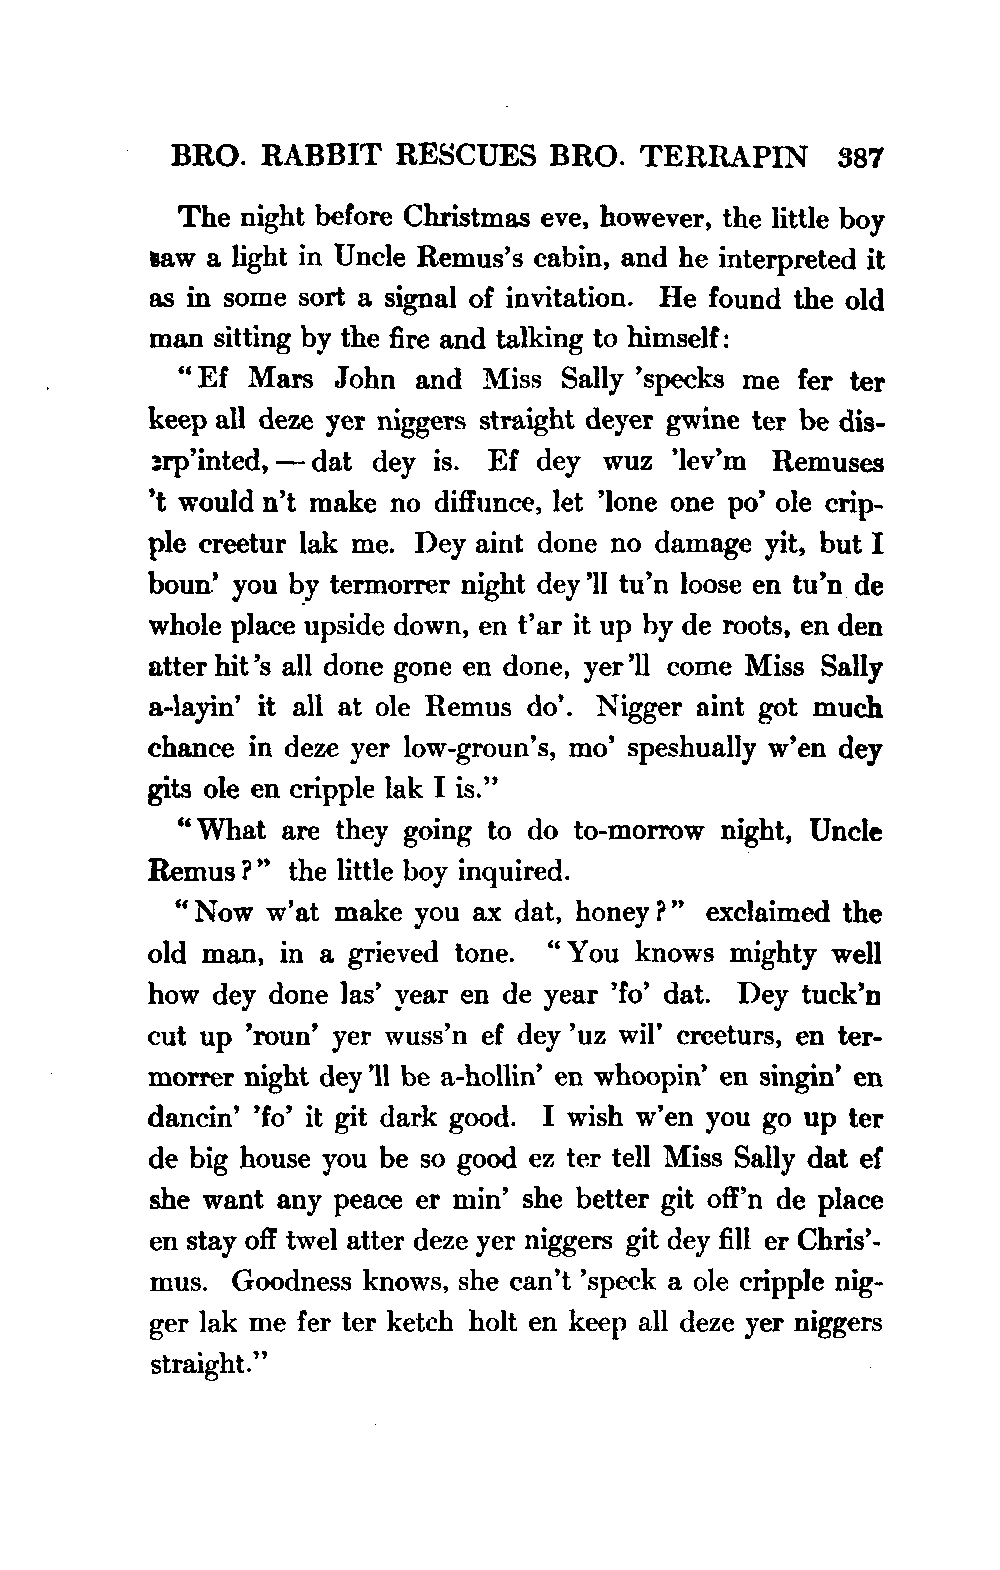 BRO. RABBIT RESCUES BRO. TERRAPIN 387
The night before Christmas eve, however, the little boy
saw a light in Uncle Remus's cabin, and he interpreted it
as in some sort a signal of invitation. He found the old
man sitting by the fire and talking to himself:
"Ef Mars John and Miss Sally 'specks me fer ter
keep all deze yer niggers straight deyer gwine ter be dis-
erp'inted, — dat dey is. Ef dey wuz 'lev'm Remuses
't would n't make no diffunce, let 'lone one po' ole crip-
ple creetur lak me. Dey aint done no damage yit, but I
boun' you by termorrer night dey 'll tu'n loose en tu'n de
whole place upside down, en t'ar it up by de roots, en den
atter hit 's all done gone en done, yer 'll come Miss Sally
a-layin' it all at ole Remus do'. Nigger aint got much
chance in deze yer low-groun's, mo' speshually w'en dey
gits ole en cripple lak I is."
"What are they going to do to-morrow night, Uncle
Remus?" the little boy inquired.
"Now w'at make you ax dat, honey?" exclaimed the
old man, in a grieved tone. "You knows mighty well
how dey done las' year en de year 'fo' dat. Dey tuck'n
cut up 'roun' yer wuss'n ef dey 'uz wil' creeturs, en ter-
morrer night dey 'll be a-hollin' en whoopin' en singin' en
dancin' 'fo' it git dark good. I wish w'en you go up ter
de big house you be so good ez ter tell Miss Sally dat ef
she want any peace er min' she better git off'n de place
en stay off twel atter deze yer niggers git dey fill er Chris'-
mus. Goodness knows, she can't 'speck a ole cripple nig-
ger lak me fer ter ketch holt en keep all deze yer niggers
straight."